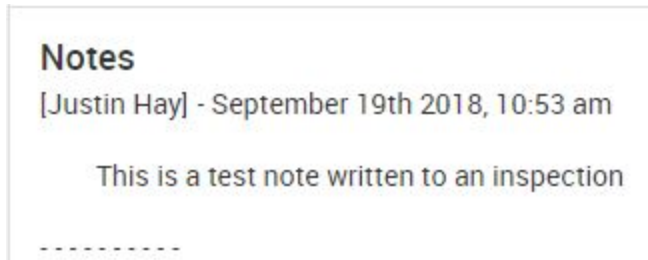 Notes
[Justin Hay] - September 19th 2018, 10:53 am
This is a test note written to an inspection
- - - - - - - - - -